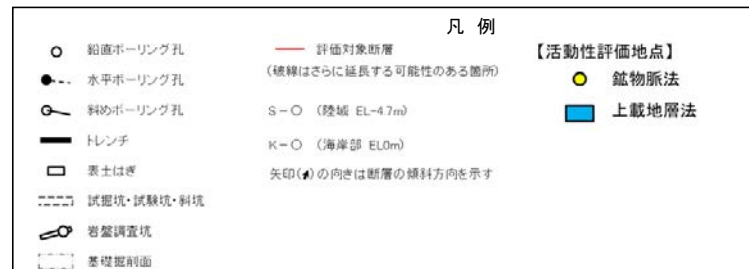 凡 例
鉛直ボーリング孔
水平ボーリング孔
斜めボーリング孔
トレンチ
表土はぎ
試掘坑・試験坑・斜坑
岩盤調査坑
基礎掘削面
評価対象断層
(破線はさらに延長する可能性のある箇所)
S-○ (陸域 EL-4.7m)
K-○ (海岸部 EL0m)
矢印( )の向きは断層の傾斜方向を示す
【活動性評価地点】
鉱物脈法
上載地層法